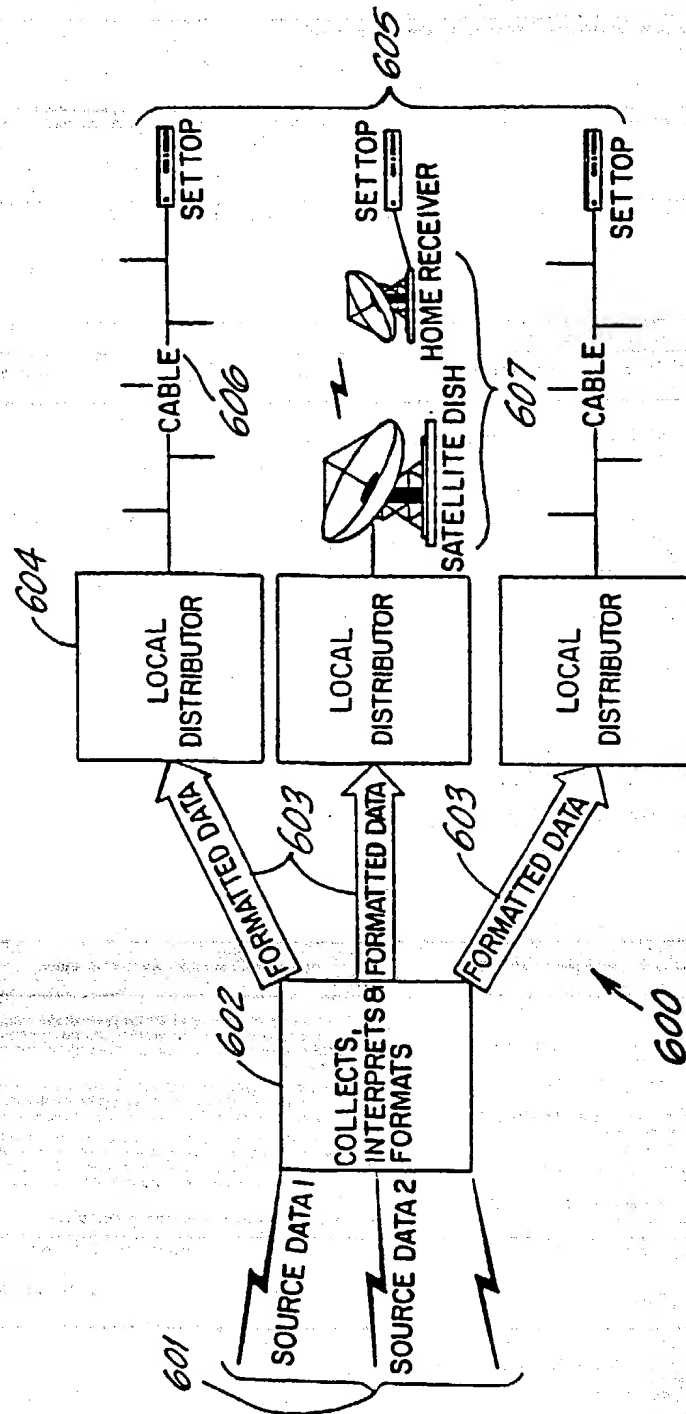 601
SOURCE DATA 1
SOURCE DATA 2
602
COLLECTS,
INTERPRETS &
FORMATS
FORMATTED DATA
FORMATTED DATA
FORMATTED DATA
603
603
600
604
LOCAL
DISTRIBUTOR
LOCAL
DISTRIBUTOR
LOCAL
DISTRIBUTOR
CABLE
606
SATELLITE DISH
HOME RECEIVER
607
CABLE
SET TOP
SET TOP
SET TOP
605